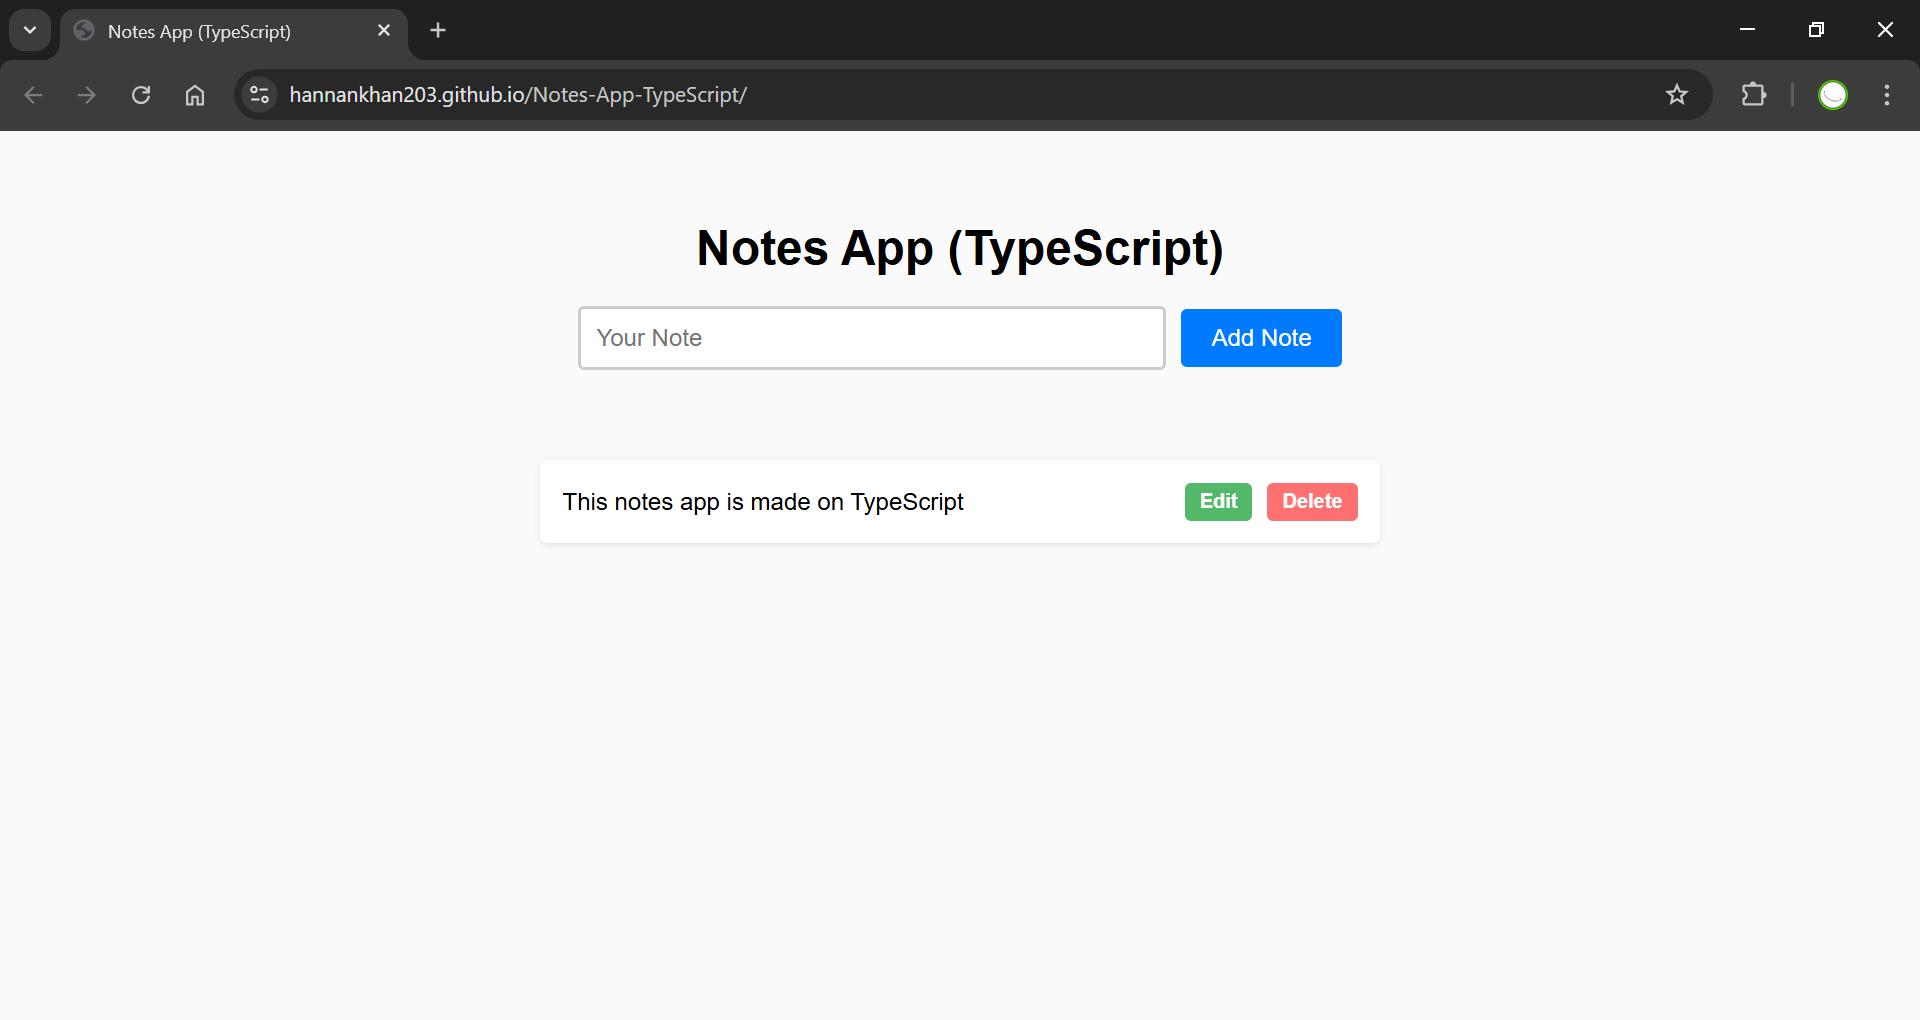 Notes App (TypeScript)
hannankhan203.github.io/Notes-App-TypeScript/
Notes App (TypeScript)
Your Note
Add Note
This notes app is made on TypeScript
Edit
Delete